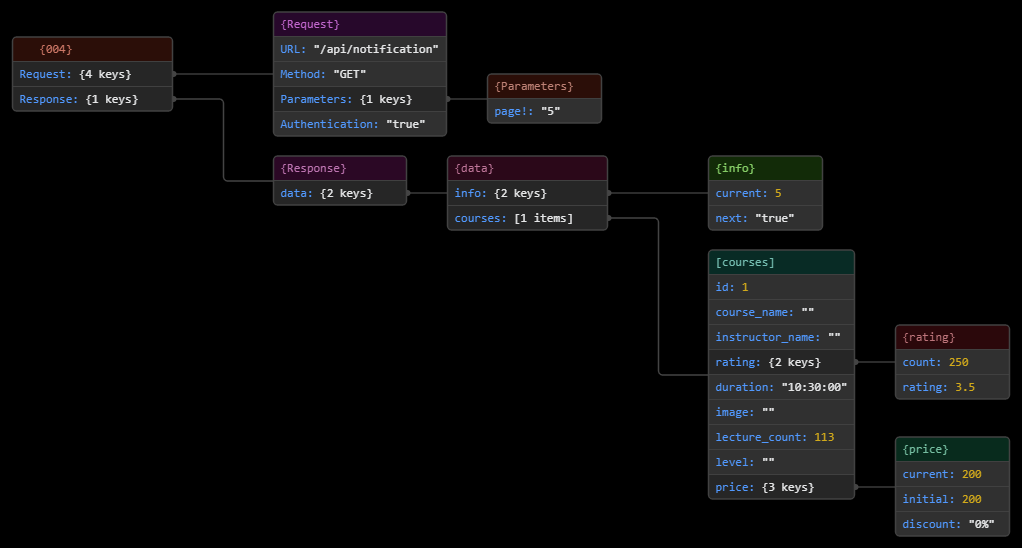 {004}
Request: {4 keys}
Response: {1 keys}
{Request}
URL: "/api/notification"
Method: "GET"
Parameters: {1 keys}
Authentication: "true"
{Parameters}
page!: "5"
{Response}
data: {2 keys}
{data}
info: {2 keys}
courses: [1 items]
{info}
current: 5
next: "true"
[courses]
id: 1
course_name: ""
instructor_name: ""
rating: {2 keys}
duration: "10:30:00"
image: ""
lecture_count: 113
level: ""
price: {3 keys}
{rating}
count: 250
rating: 3.5
{price}
current: 200
initial: 200
discount: "0%"